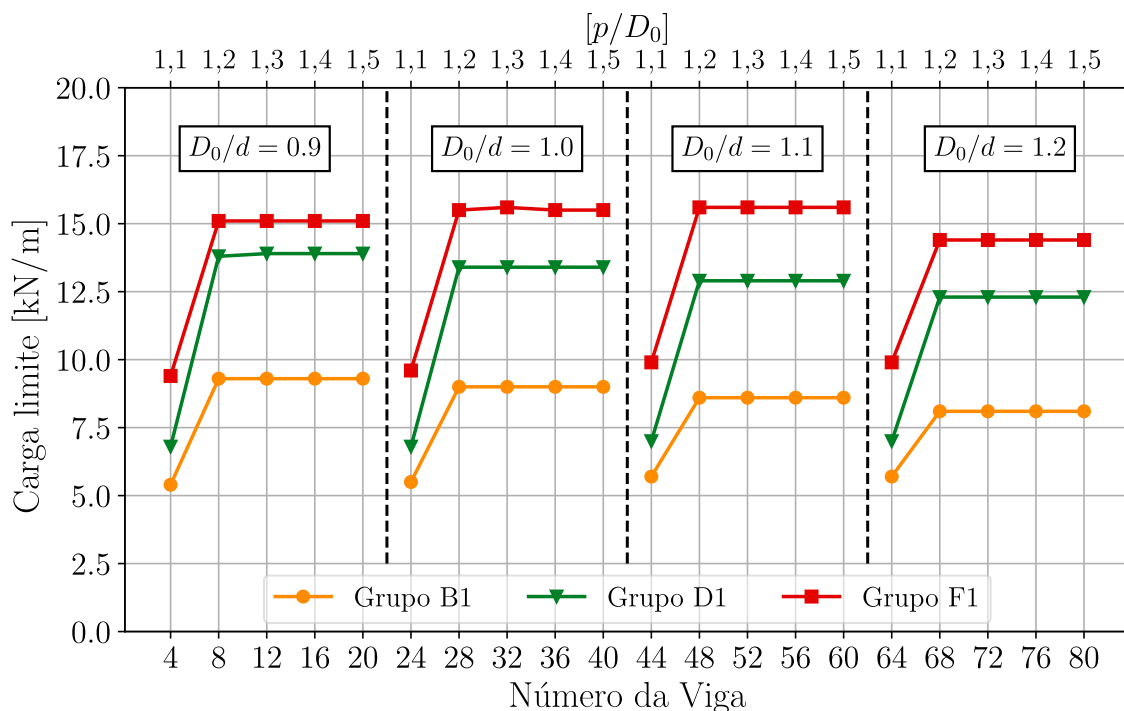 [p/D₀]
1,1 1,2 1,3 1,4 1,5 1,1 1,2 1,3 1,4 1,5 1,1 1,2 1,3 1,4 1,5 1,1 1,2 1,3 1,4 1,5
20.0
17.5
15.0
12.5
10.0
7.5
5.0
2.5
0.0
Carga limite [kN/m]
D₀/d = 0.9 D₀/d = 1.0 D₀/d = 1.1 D₀/d = 1.2
Grupo B1 Grupo D1 Grupo F1
4 8 12 16 20 24 28 32 36 40 44 48 52 56 60 64 68 72 76 80
Número da Viga